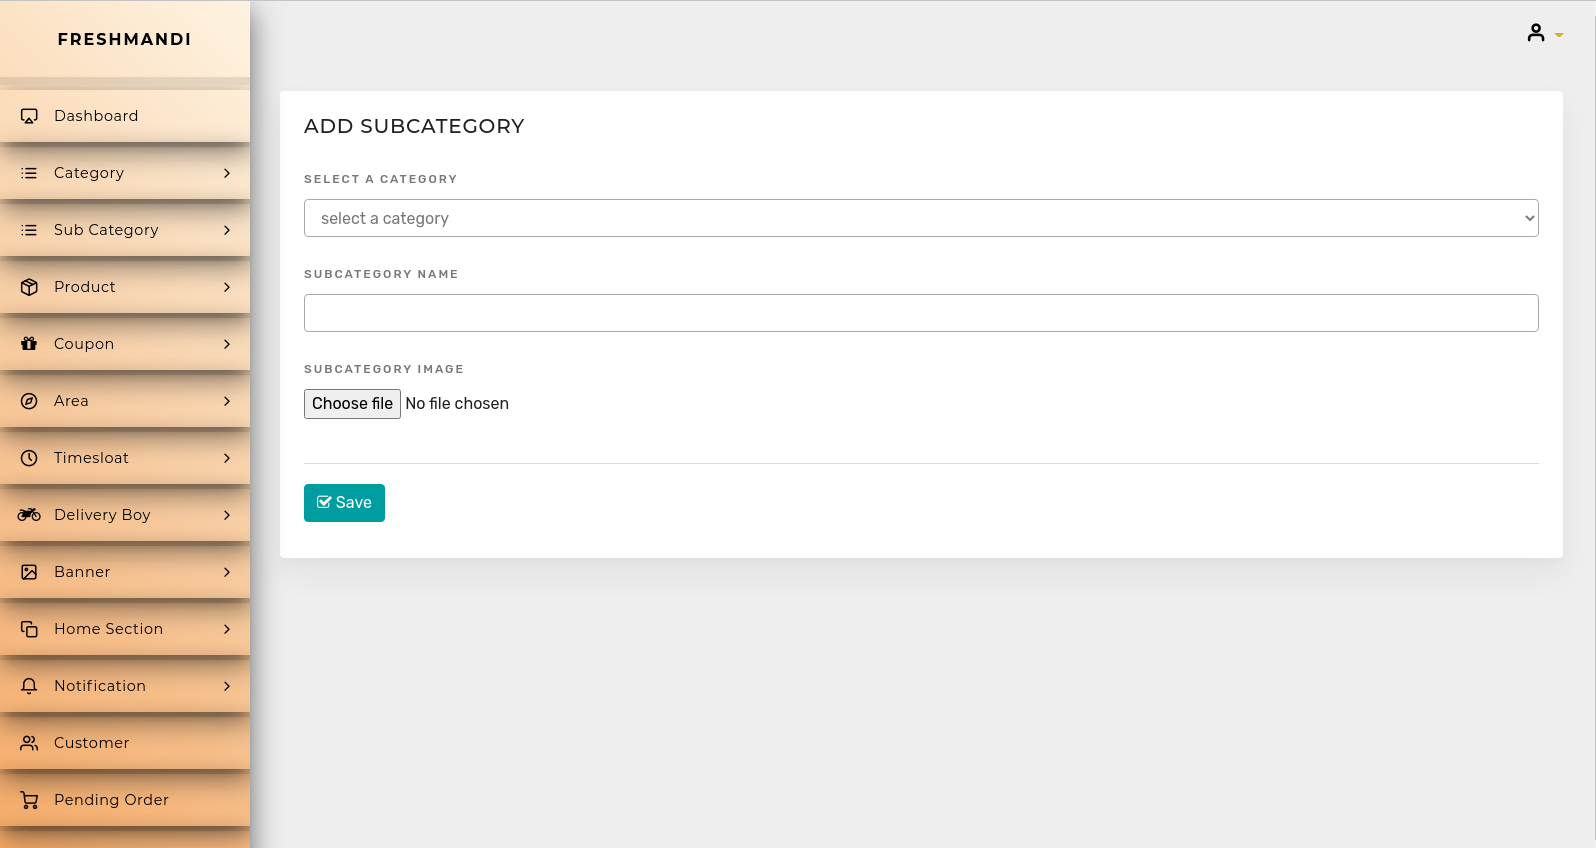 FRESHMANDI
Dashboard
Category
Sub Category
Product
Coupon
Area
Timesloat
Delivery Boy
Banner
Home Section
Notification
Customer
Pending Order
ADD SUBCATEGORY
SELECT A CATEGORY
select a category
SUBCATEGORY NAME
SUBCATEGORY IMAGE
Choose file No file chosen
Save